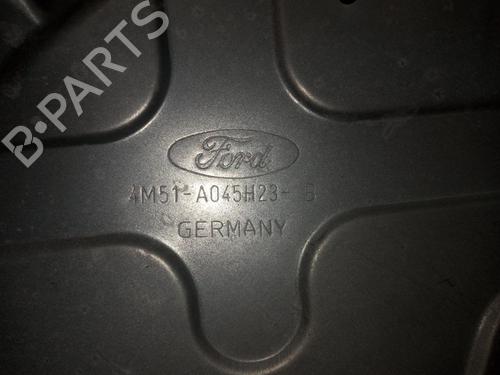 B-PARTS
Ford
4M51-A045H23- B
GERMANY